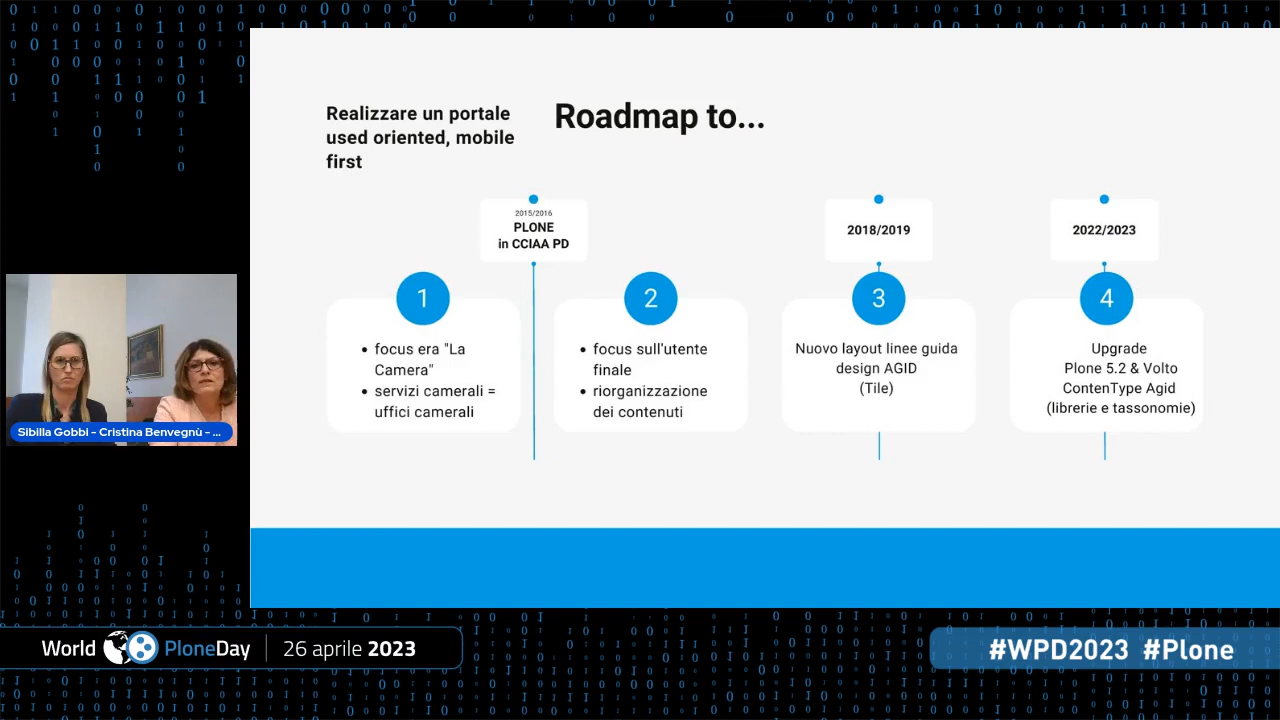 Realizzare un portale
used oriented, mobile
first
Roadmap to...
2015/2016
PLONE
in CCIAA PD
2018/2019
2022/2023
1
• focus era "La
Camera"
• servizi camerali =
uffici camerali
2
• focus sull'utente
finale
• riorganizzazione
dei contenuti
3
Nuovo layout linee guida
design AGID
(Tile)
4
Upgrade
Plone 5.2 & Volto
ContenType Agid
(librerie e tassonomie)
Sibilla Gobbi - Cristina Benvegnù - ...
World PloneDay | 26 aprile 2023
#WPD2023 #Plone